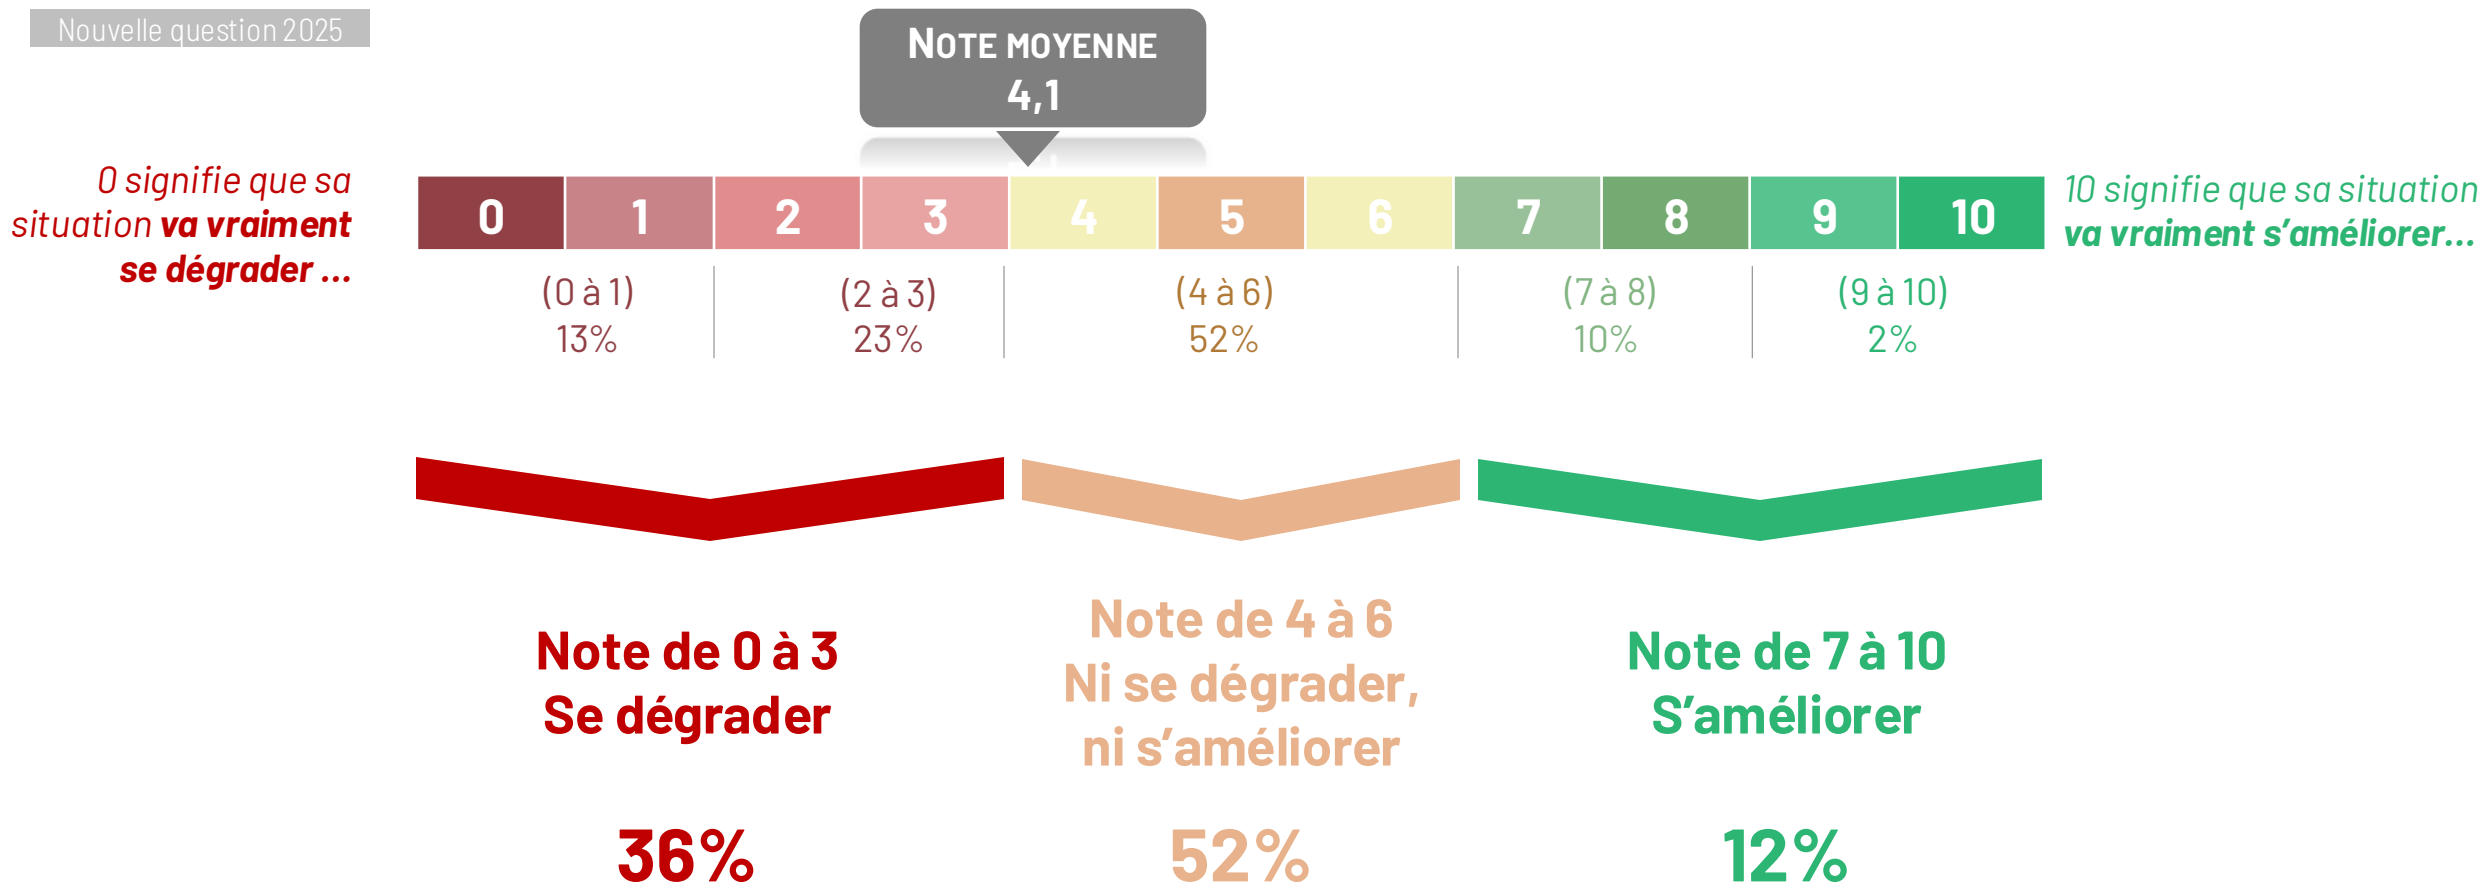 Nouvelle question 2025
NOTE MOYENNE
4,1
0 signifie que sa
situation va vraiment
se dégrader ...
0 1 2 3 4 5 6 7 8 9 10
10 signifie que sa situation
va vraiment s’améliorer...
(0 à 1) (2 à 3) (4 à 6) (7 à 8) (9 à 10)
13% 23% 52% 10% 2%
Note de 0 à 3
Se dégrader
36%
Note de 4 à 6
Ni se dégrader,
ni s’améliorer
52%
Note de 7 à 10
S’améliorer
12%